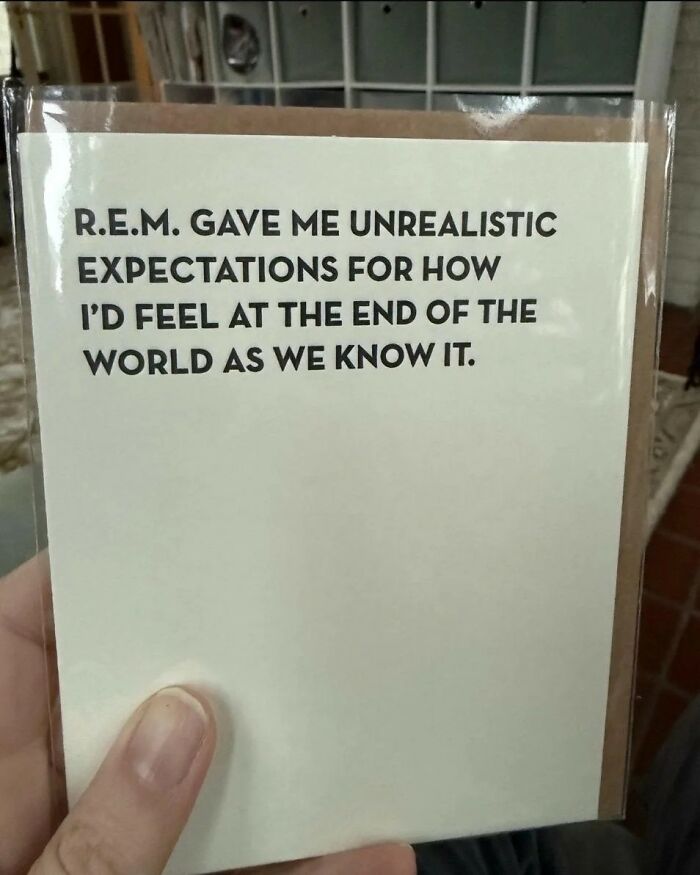 R.E.M. GAVE ME UNREALISTIC
EXPECTATIONS FOR HOW
I'D FEEL AT THE END OF THE
WORLD AS WE KNOW IT.